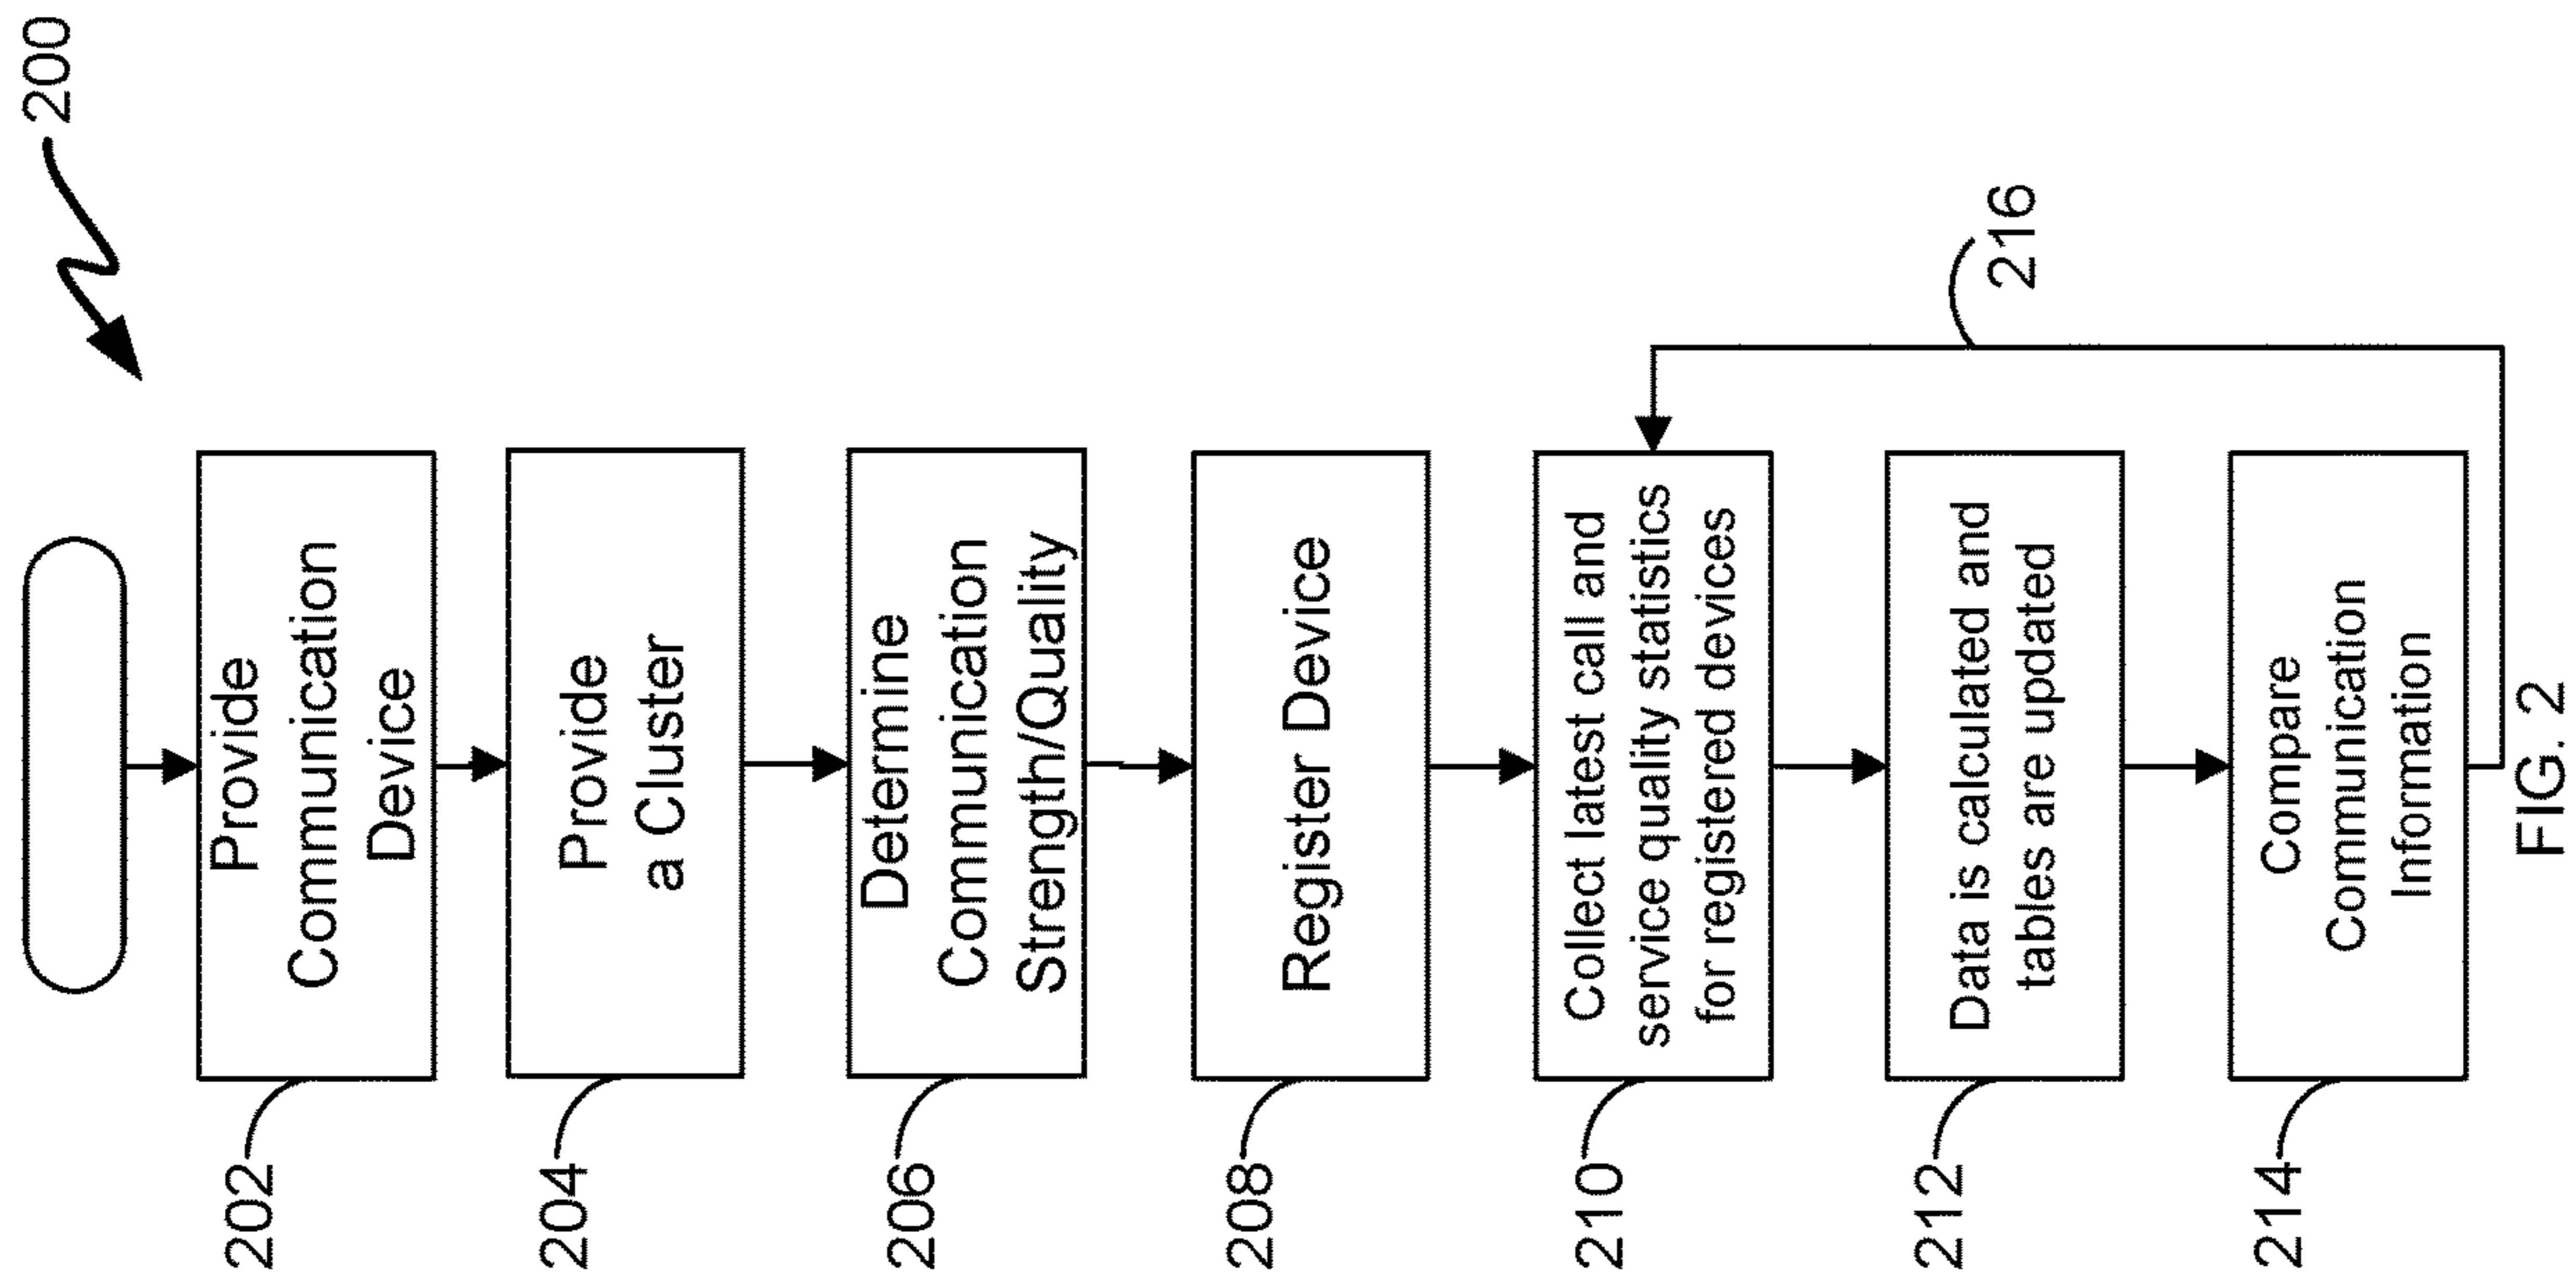 200
202
Provide
Communication
Device
204
Provide
a Cluster
206
Determine
Communication
Strength/Quality
208
Register Device
210
Collect latest call and
service quality statistics
for registered devices
216
212
Data is calculated and
tables are updated
214
Compare
Communication
Information
FIG. 2